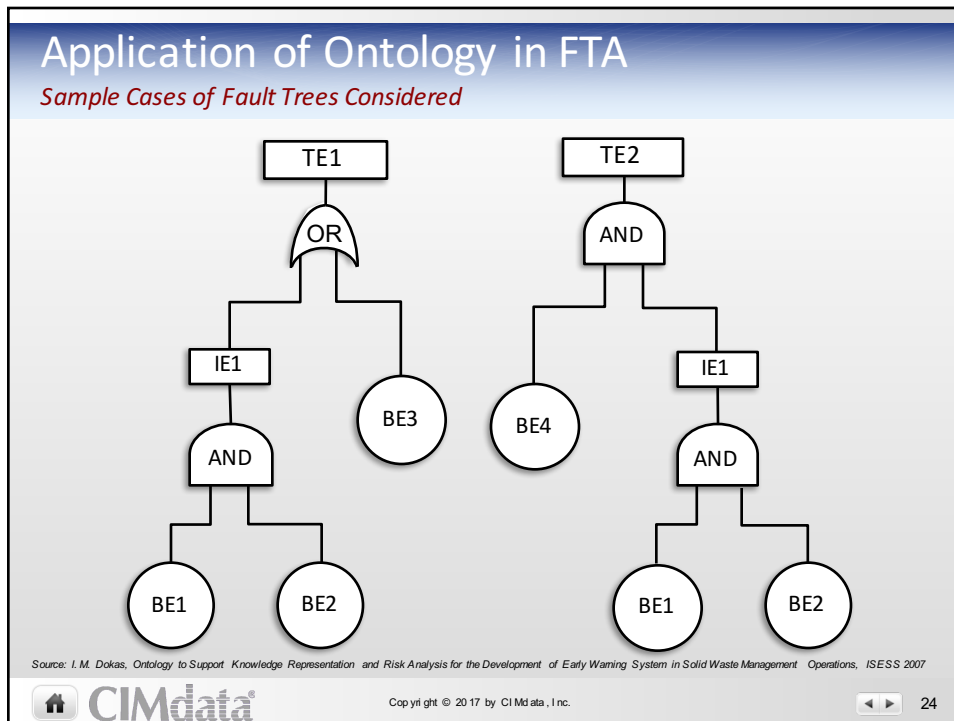 Application of Ontology in FTA
Sample Cases of Fault Trees Considered
TE1
TE2
OR
AND
IE1
IE1
BE3
BE4
AND
AND
BE1
BE2
BE1
BE2
Source: I. M. Dokas, Ontology to Support Knowledge Representation and Risk Analysis for the Development of Early Warning System in Solid Waste Management Operations, ISESS 2007
CIMdata®
Copyright © 2017 by CIMdata, Inc.
24